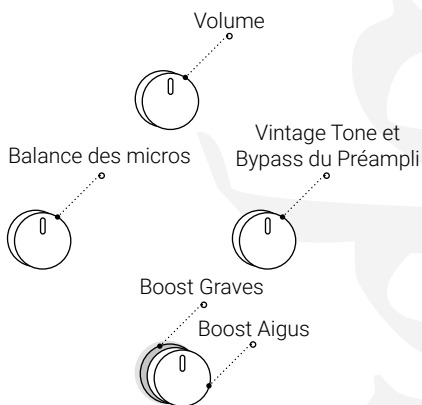 Volume
Balance des micros
Vintage Tone et
Bypass du Préampli
Boost Graves
Boost Aigus